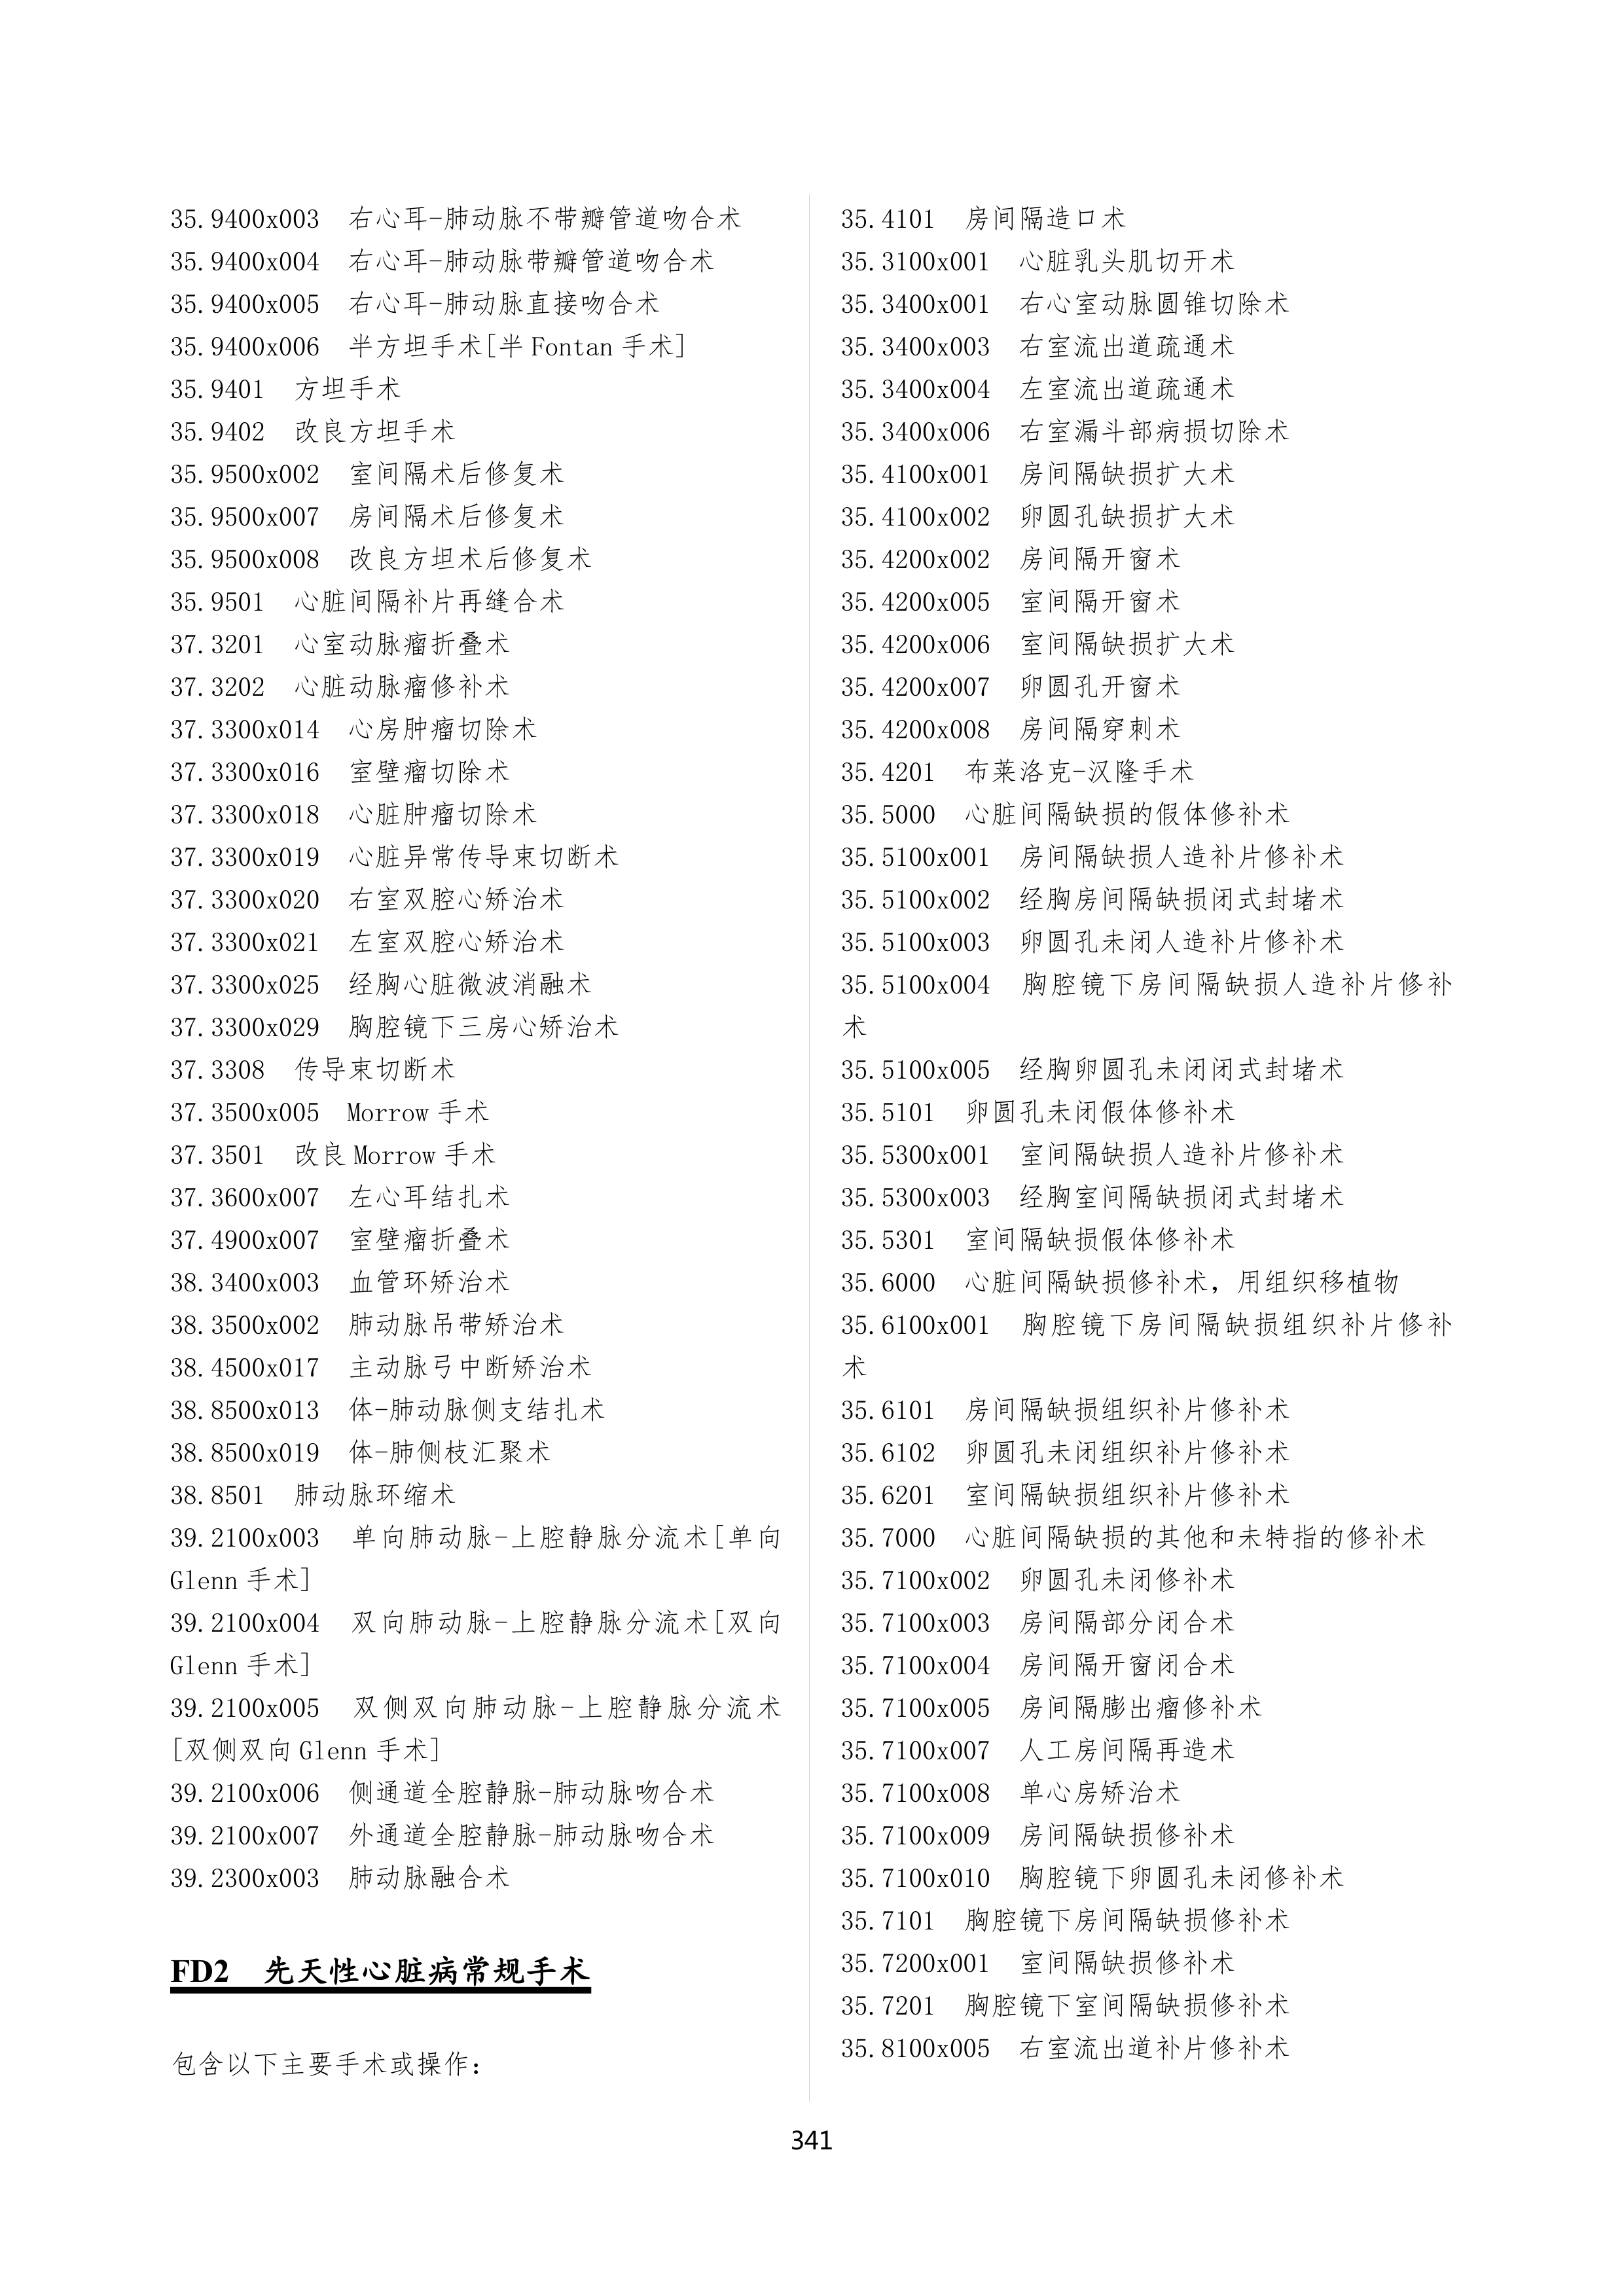 35.9400x003 右心耳-肺动脉不带瓣管道吻合术
35.9400x004 右心耳-肺动脉带瓣管道吻合术
35.9400x005 右心耳-肺动脉直接吻合术
35.9400x006 半方坦手术[半Fontan手术]
35.9401 方坦手术
35.9402 改良方坦手术
35.9500x002 室间隔术后修复术
35.9500x007 房间隔术后修复术
35.9500x008 改良方坦术后修复术
35.9501 心脏间隔补片再缝合术
37.3201 心室动脉瘤折叠术
37.3202 心脏动脉瘤修补术
37.3300x014 心房肿瘤切除术
37.3300x016 室壁瘤切除术
37.3300x018 心脏肿瘤切除术
37.3300x019 心脏异常传导束切断术
37.3300x020 右室双腔心矫治术
37.3300x021 左室双腔心矫治术
37.3300x025 经胸心脏微波消融术
37.3300x029 胸腔镜下三房心矫治术
37.3308 传导束切断术
37.3500x005 Morrow手术
37.3501 改良Morrow手术
37.3600x007 左心耳结扎术
37.4900x007 室壁瘤折叠术
38.3400x003 血管环矫治术
38.3500x002 肺动脉吊带矫治术
38.4500x017 主动脉弓中断矫治术
38.8500x013 体-肺动脉侧支结扎术
38.8500x019 体-肺侧枝汇聚术
38.8501 肺动脉环缩术
39.2100x003 单向肺动脉-上腔静脉分流术[单向
Glenn手术]
39.2100x004 双向肺动脉-上腔静脉分流术[双向
Glenn手术]
39.2100x005 双侧双向肺动脉-上腔静脉分流术
[双侧双向Glenn手术]
39.2100x006 侧通道全腔静脉-肺动脉吻合术
39.2100x007 外通道全腔静脉-肺动脉吻合术
39.2300x003 肺动脉融合术
FD2 先天性心脏病常规手术
包含以下主要手术或操作：
35.4101 房间隔造口术
35.3100x001 心脏乳头肌切开术
35.3400x001 右心室动脉圆锥切除术
35.3400x003 右室流出道疏通术
35.3400x004 左室流出道疏通术
35.3400x006 右室漏斗部病损切除术
35.4100x001 房间隔缺损扩大术
35.4100x002 卵圆孔缺损扩大术
35.4200x002 房间隔开窗术
35.4200x005 室间隔开窗术
35.4200x006 室间隔缺损扩大术
35.4200x007 卵圆孔开窗术
35.4200x008 房间隔穿刺术
35.4201 布莱洛克-汉隆手术
35.5000 心脏间隔缺损的假体修补术
35.5100x001 房间隔缺损人造补片修补术
35.5100x002 经胸房间隔缺损闭式封堵术
35.5100x003 卵圆孔未闭人造补片修补术
35.5100x004 胸腔镜下房间隔缺损人造补片修补
术
35.5100x005 经胸卵圆孔未闭闭式封堵术
35.5101 卵圆孔未闭假体修补术
35.5300x001 室间隔缺损人造补片修补术
35.5300x003 经胸室间隔缺损闭式封堵术
35.5301 室间隔缺损假体修补术
35.6000 心脏间隔缺损修补术，用组织移植物
35.6100x001 胸腔镜下房间隔缺损组织补片修补
术
35.6101 房间隔缺损组织补片修补术
35.6102 卵圆孔未闭组织补片修补术
35.6201 室间隔缺损组织补片修补术
35.7000 心脏间隔缺损的其他和未特指的修补术
35.7100x002 卵圆孔未闭修补术
35.7100x003 房间隔部分闭合术
35.7100x004 房间隔开窗闭合术
35.7100x005 房间隔膨出瘤修补术
35.7100x007 人工房间隔再造术
35.7100x008 单心房矫治术
35.7100x009 房间隔缺损修补术
35.7100x010 胸腔镜下卵圆孔未闭修补术
35.7101 胸腔镜下房间隔缺损修补术
35.7200x001 室间隔缺损修补术
35.7201 胸腔镜下室间隔缺损修补术
35.8100x005 右室流出道补片修补术
341